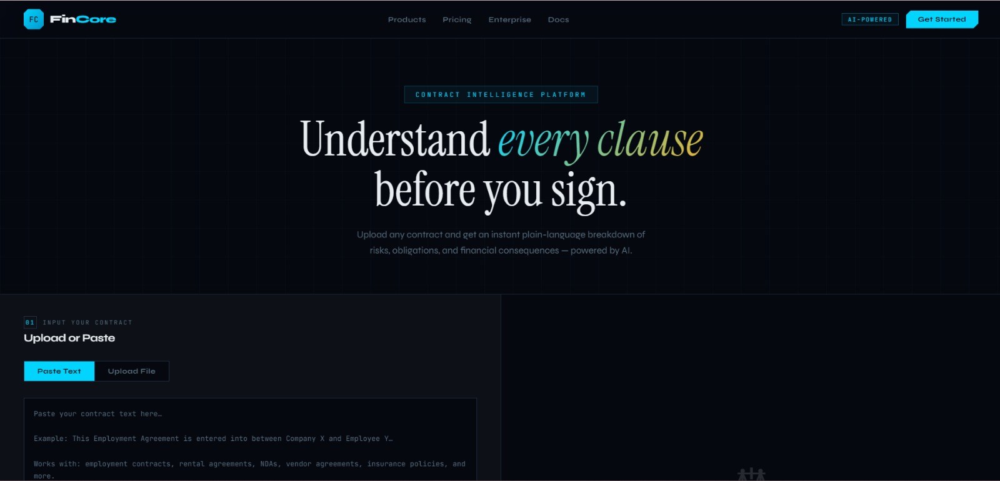 FC FinCore
Products Pricing Enterprise Docs
AI-POWERED
Get Started
CONTRACT INTELLIGENCE PLATFORM
Understand every clause
before you sign.
Upload any contract and get an instant plain-language breakdown of
risks, obligations, and financial consequences — powered by AI.
01 INPUT YOUR CONTRACT
Upload or Paste
Paste Text Upload File
Paste your contract text here…
Example: This Employment Agreement is entered into between Company X and Employee Y…
Works with: employment contracts, rental agreements, NDAs, vendor agreements, insurance policies, and
more.